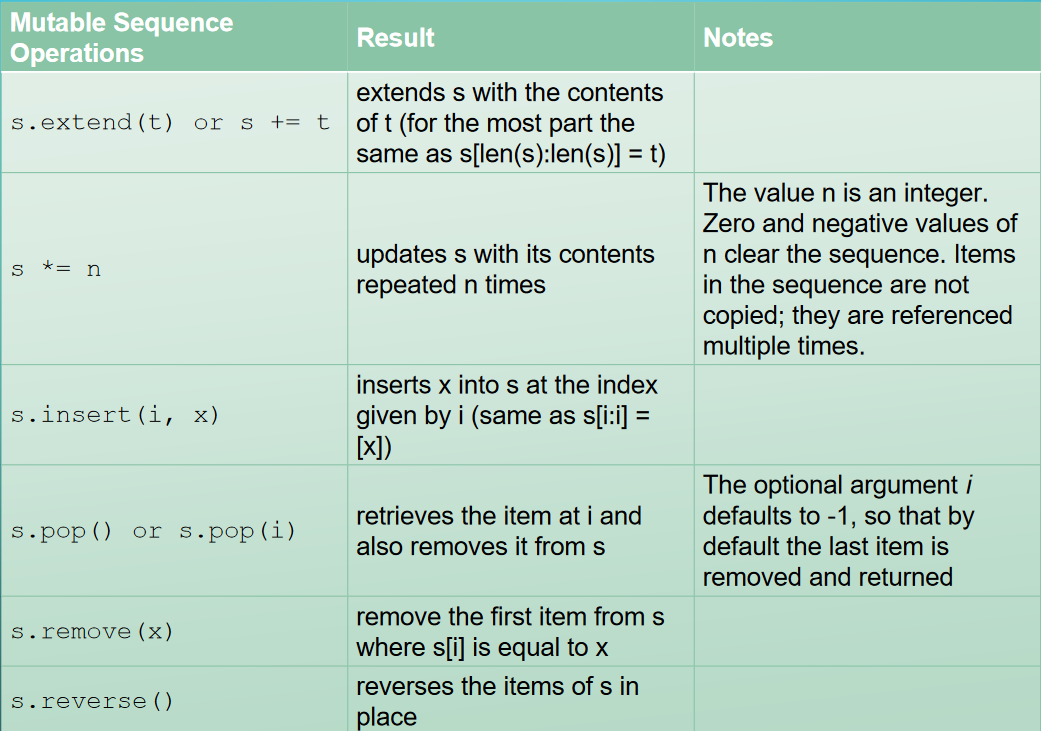 Mutable Sequence
Operations
Result
Notes
s.extend(t) or s += t
extends s with the contents
of t (for the most part the
same as s[len(s):len(s)] = t)
s *= n
updates s with its contents
repeated n times
The value n is an integer.
Zero and negative values of
n clear the sequence. Items
in the sequence are not
copied; they are referenced
multiple times.
s.insert(i, x)
inserts x into s at the index
given by i (same as s[i:i] =
[x])
s.pop() or s.pop(i)
retrieves the item at i and
also removes it from s
The optional argument i
defaults to -1, so that by
default the last item is
removed and returned
s.remove(x)
remove the first item from s
where s[i] is equal to x
s.reverse()
reverses the items of s in
place